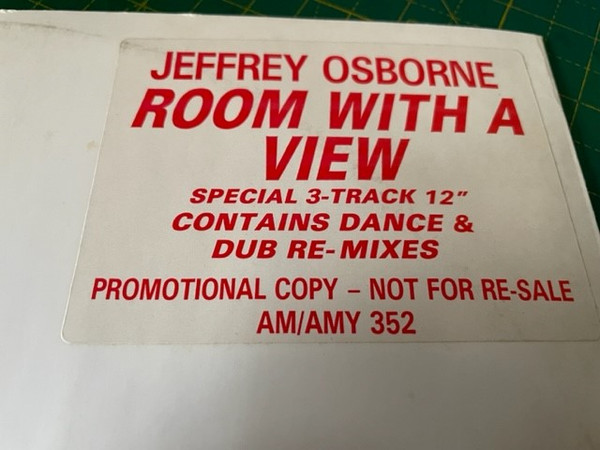 JEFFREY OSBORNE
ROOM WITH A
VIEW
SPECIAL 3-TRACK 12”
CONTAINS DANCE &
DUB RE-MIXES
PROMOTIONAL COPY – NOT FOR RE-SALE
AM/AMY 352